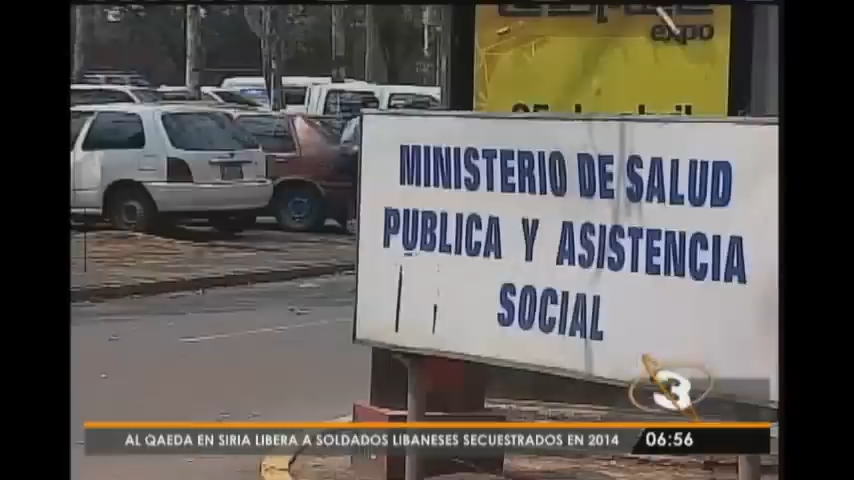 expo
MINISTERIO DE SALUD
PUBLICA Y ASISTENCIA
SOCIAL
3
AL QAEDA EN SIRIA LIBERA A SOLDADOS LIBANESES SECUESTRADOS EN 2014
06:56